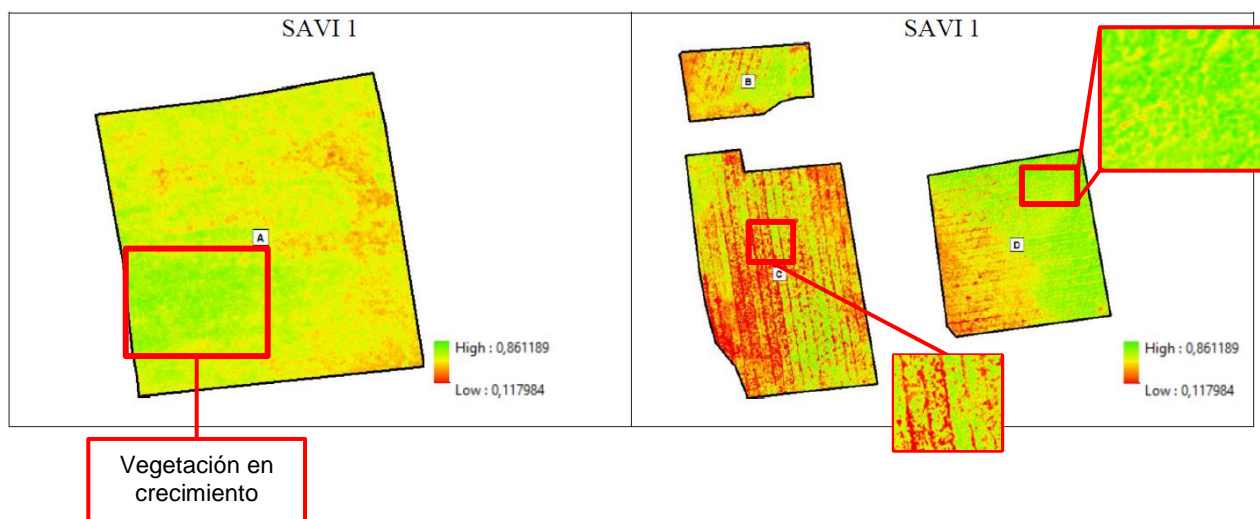 SAVI 1
A
High : 0,861189
Low : 0,117984
Vegetación en
crecimiento
SAVI 1
B
C
D
High : 0,861189
Low : 0,117984